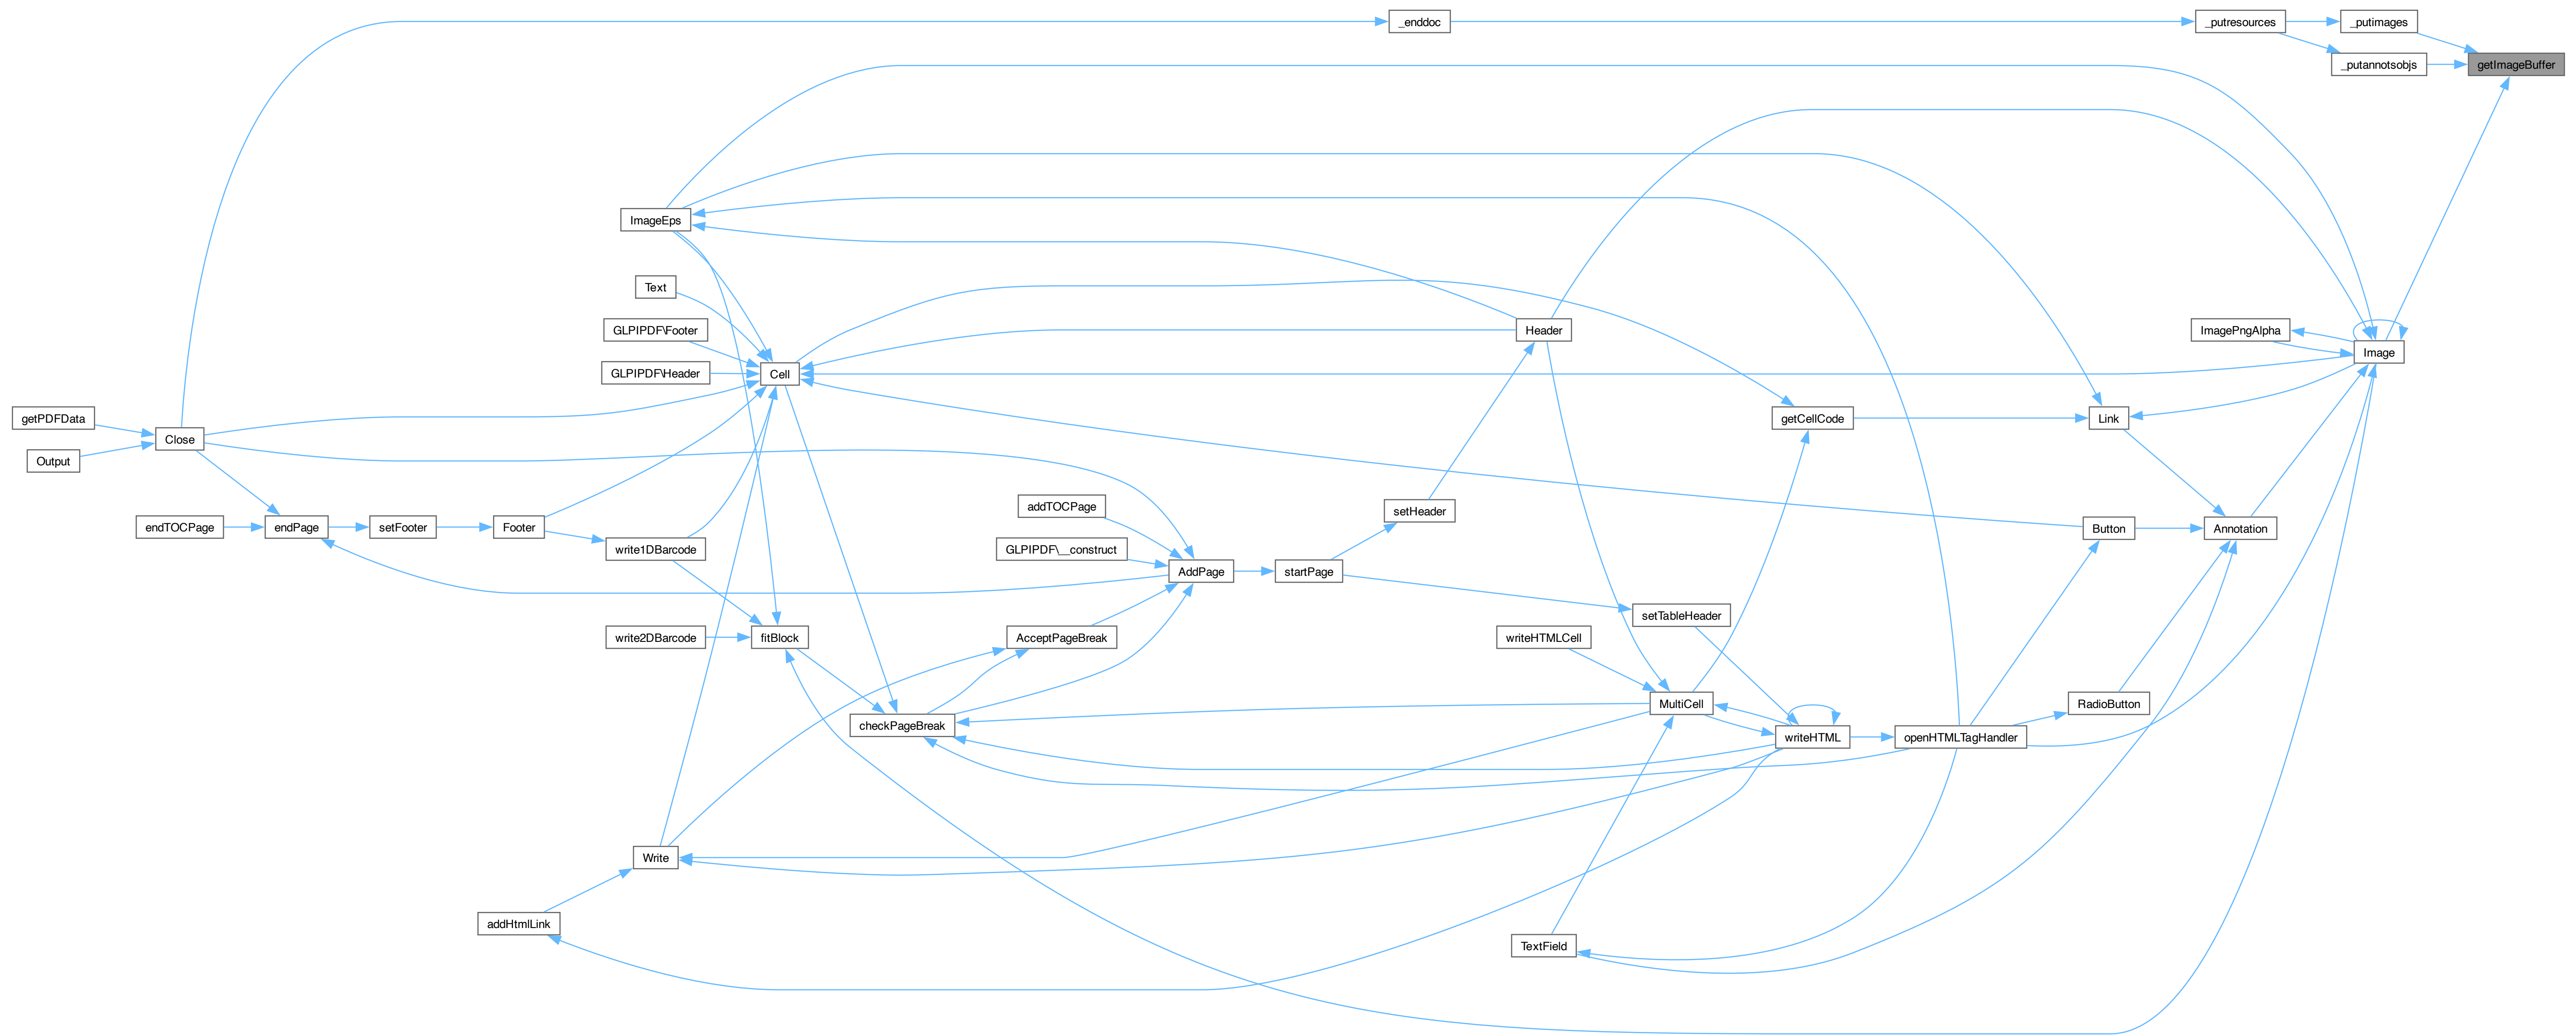 _enddoc
_putresources
_putimages
_putannotsobjs
getImageBuffer
ImageEps
Text
GLPIPDF\Footer
Header
ImagePngAlpha
Image
GLPIPDF\Header
Cell
getPDFData
Close
getCellCode
Link
Output
addTOCPage
setHeader
endTOCPage
endPage
setFooter
Footer
Button
Annotation
write1DBarcode
GLPIPDF\__construct
AddPage
startPage
setTableHeader
write2DBarcode
fitBlock
AcceptPageBreak
writeHTMLCell
MultiCell
RadioButton
checkPageBreak
writeHTML
openHTMLTagHandler
Write
addHtmlLink
TextField